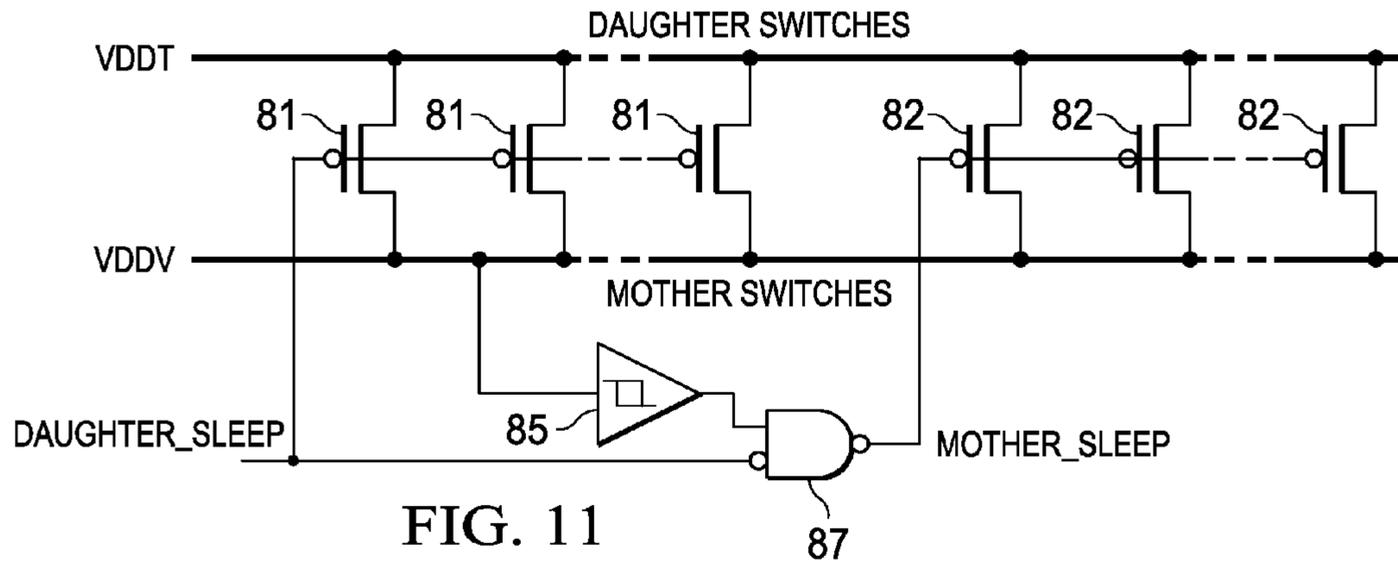 DAUGHTER SWITCHES
VDDT
81 81 81 82 82 82
VDDV
MOTHER SWITCHES
85
DAUGHTER_SLEEP
MOTHER_SLEEP
FIG. 11
87